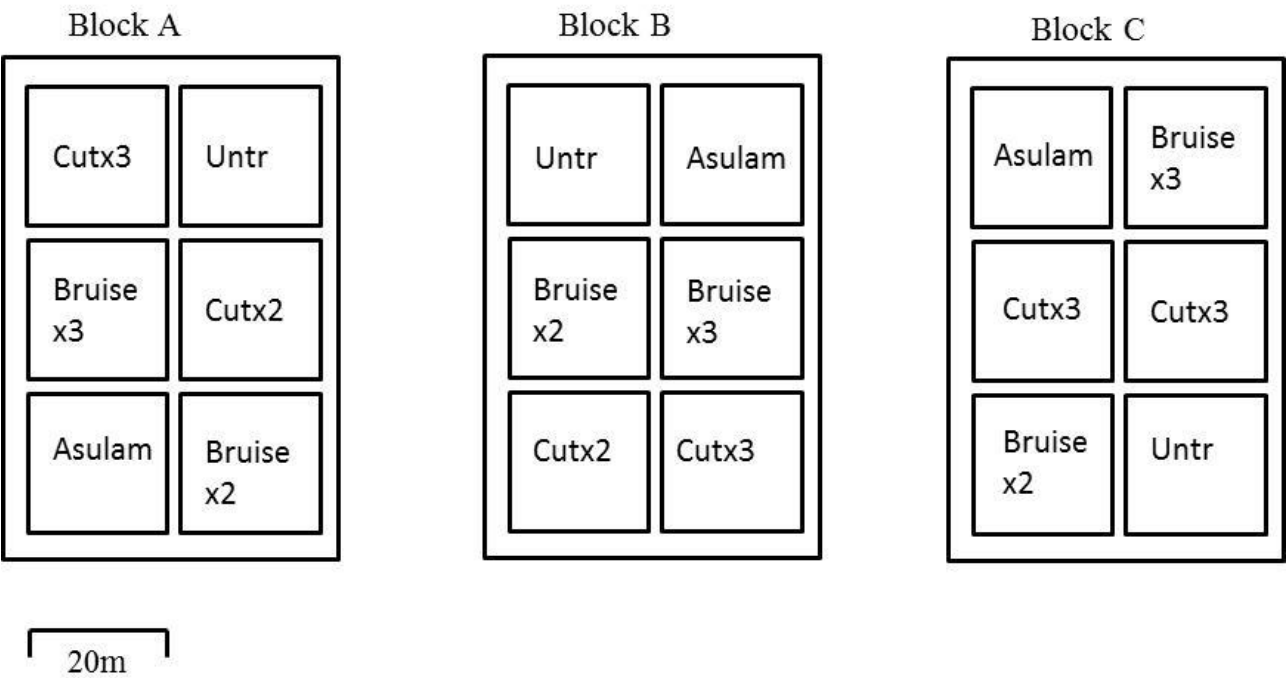 Block A
Cutx3
Untr
Bruise
x3
Cutx2
Asulam
Bruise
x2
Block B
Untr
Asulam
Bruise
x2
Bruise
x3
Cutx2
Cutx3
Block C
Asulam
Bruise
x3
Cutx3
Cutx3
Bruise
x2
Untr
20m